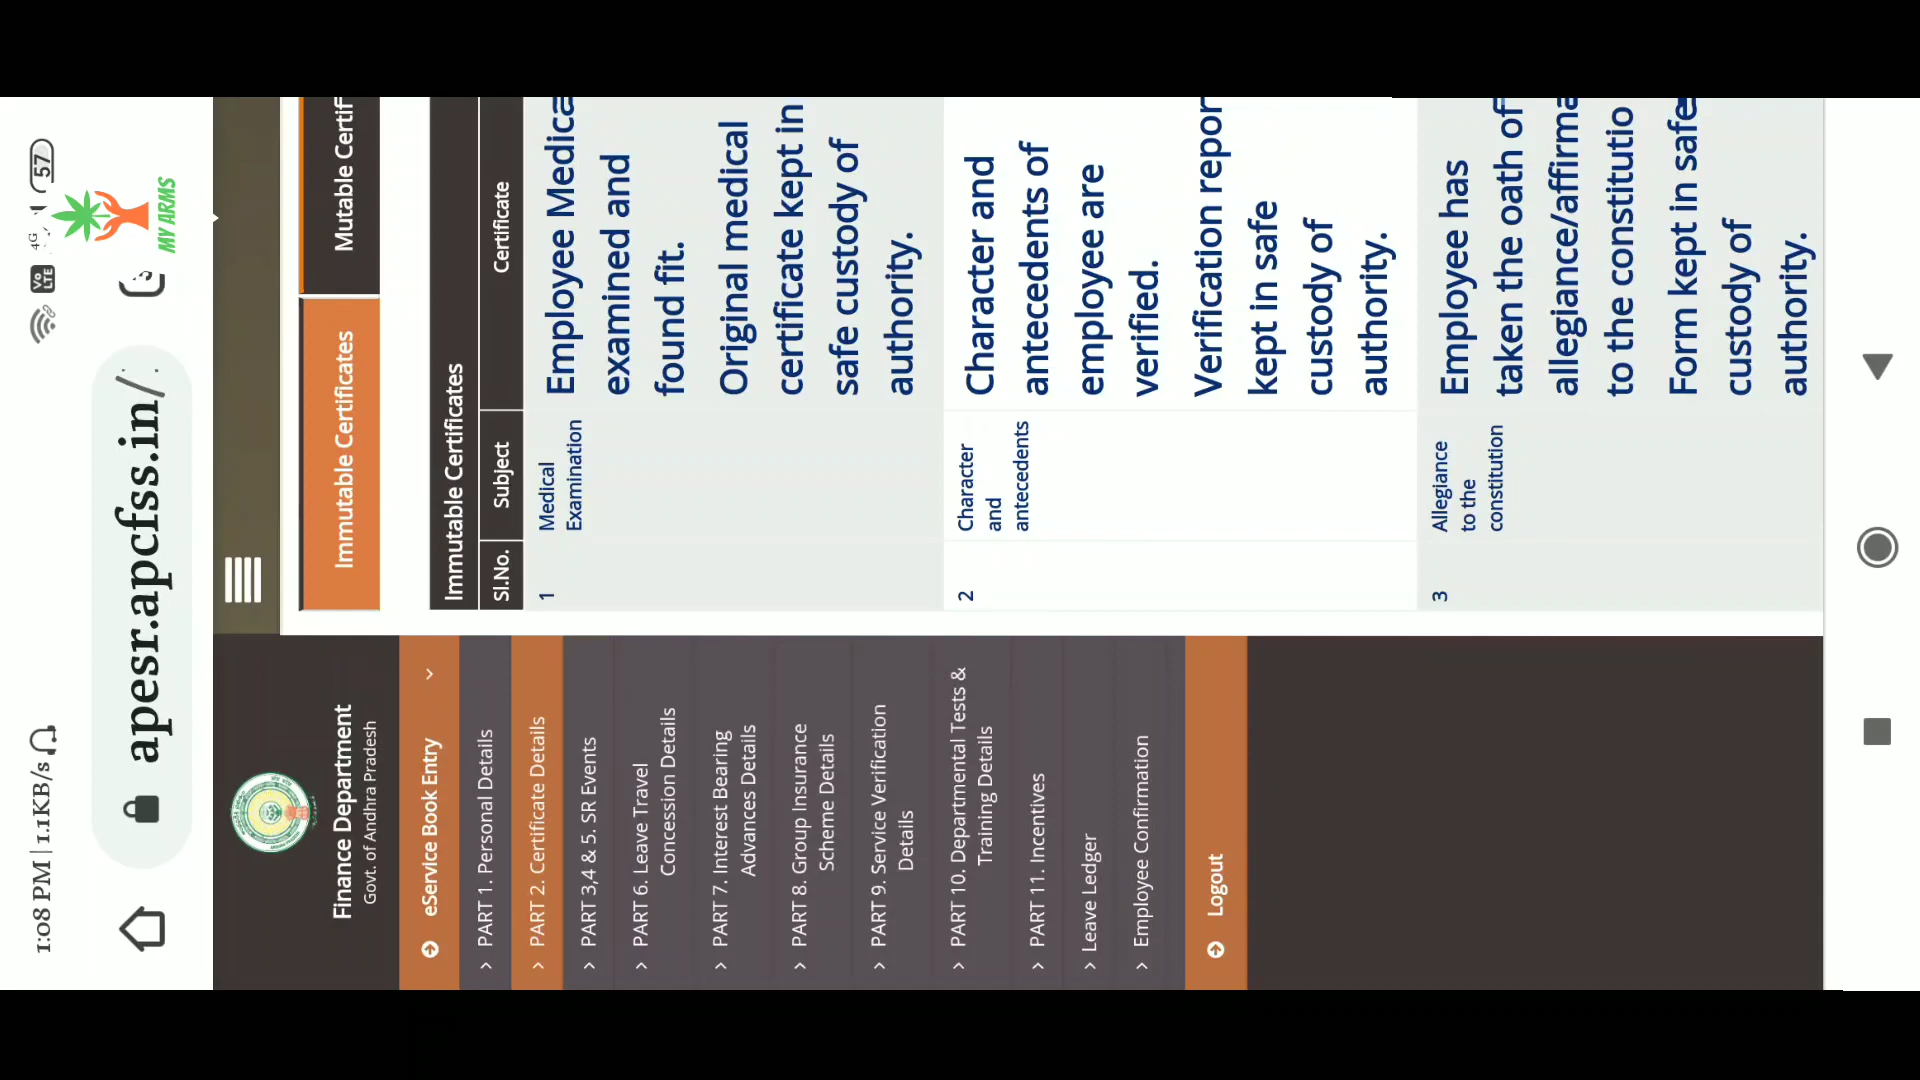 1:08 PM | 1.1KB/s
Vo
LTE
4G
57
MY ARMS
apesr.apcfss.in/
Finance Department
Govt. of Andhra Pradesh
eService Book Entry
PART 1. Personal Details
PART 2. Certificate Details
PART 3,4 & 5. SR Events
PART 6. Leave Travel
Concession Details
PART 7. Interest Bearing
Advances Details
PART 8. Group Insurance
Scheme Details
PART 9. Service Verification
Details
PART 10. Departmental Tests &
Training Details
PART 11. Incentives
Leave Ledger
Employee Confirmation
Logout
Immutable Certificates
Mutable Certif
Immutable Certificates
Sl.No.
Subject
Certificate
1
Medical
Examination
Employee Medica
examined and
found fit.
Original medical
certificate kept in
safe custody of
authority.
2
Character
and
antecedents
Character and
antecedents of
employee are
verified.
Verification repor
kept in safe
custody of
authority.
3
Allegiance
to the
constitution
Employee has
taken the oath of
allegiance/affirma
to the constitutio
Form kept in safe
custody of
authority.